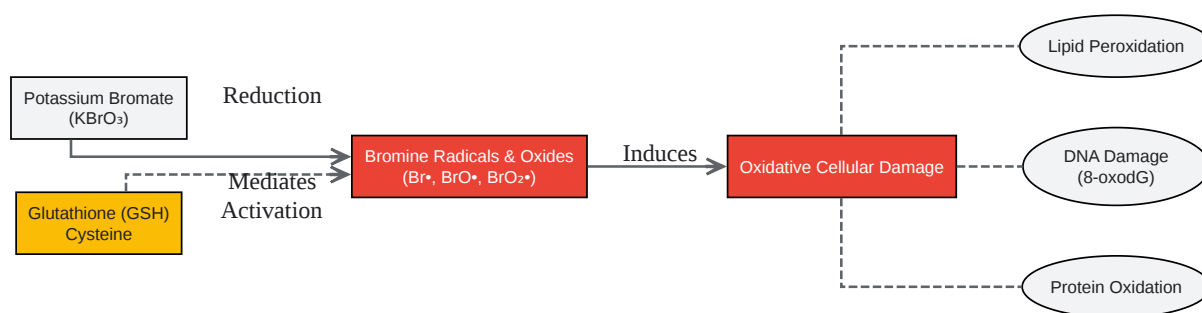 Potassium Bromate
(KBrO₃)
Reduction
Glutathione (GSH)
Cysteine
Mediates
Activation
Bromine Radicals & Oxides
(Br•, BrO•, BrO₂•)
Induces
Oxidative Cellular Damage
Lipid Peroxidation
DNA Damage
(8-oxodG)
Protein Oxidation